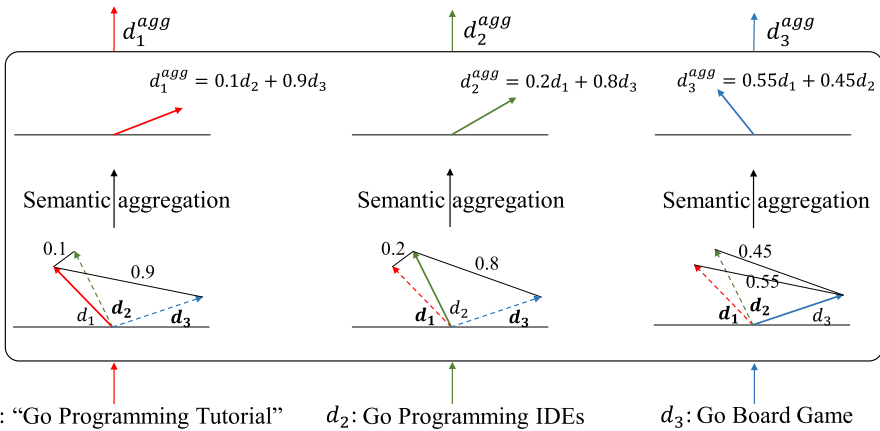 d_1^{agg} d_2^{agg} d_3^{agg}
d_1^{agg} = 0.1d_2 + 0.9d_3 d_2^{agg} = 0.2d_1 + 0.8d_3 d_3^{agg} = 0.55d_1 + 0.45d_2
Semantic aggregation Semantic aggregation Semantic aggregation
0.1 0.2 0.45
0.9 0.8 0.55
d_1 d_2 d_3 d_1 d_2 d_3 d_1 d_2 d_3
: “Go Programming Tutorial” d_2: Go Programming IDEs d_3: Go Board Game